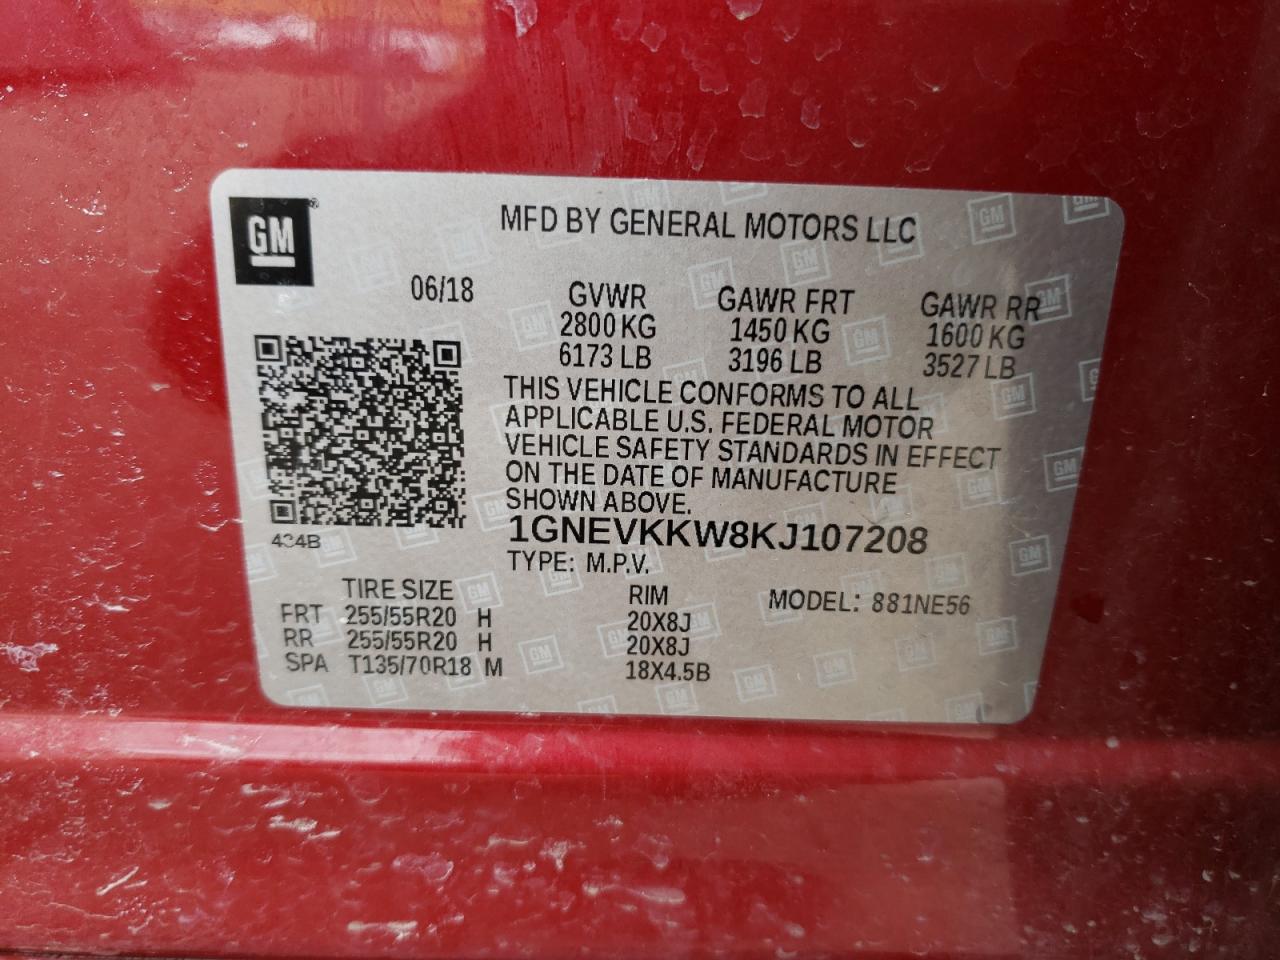 GM
MFD BY GENERAL MOTORS LLC
06/18
GVWR GAWR FRT GAWR RR
2800 KG 1450 KG 1600 KG
6173 LB 3196 LB 3527 LB
THIS VEHICLE CONFORMS TO ALL
APPLICABLE U.S. FEDERAL MOTOR
VEHICLE SAFETY STANDARDS IN EFFECT
ON THE DATE OF MANUFACTURE
SHOWN ABOVE.
434B
1GNEVKKW8KJ107208
TYPE: M.P.V.
TIRE SIZE RIM MODEL: 881NE56
FRT 255/55R20 H 20X8J
RR 255/55R20 H 20X8J
SPA T135/70R18 M 18X4.5B